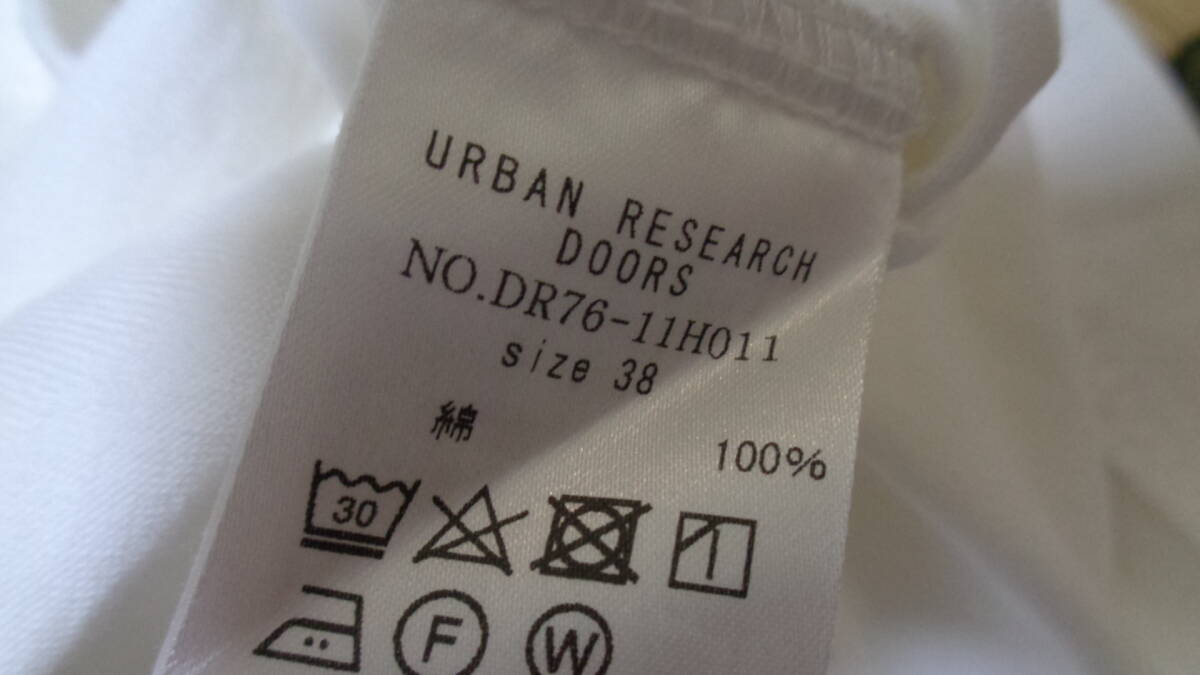 URBAN RESEARCH
DOORS
NO.DR76-11H011
size 38
綿 100%
30
F W